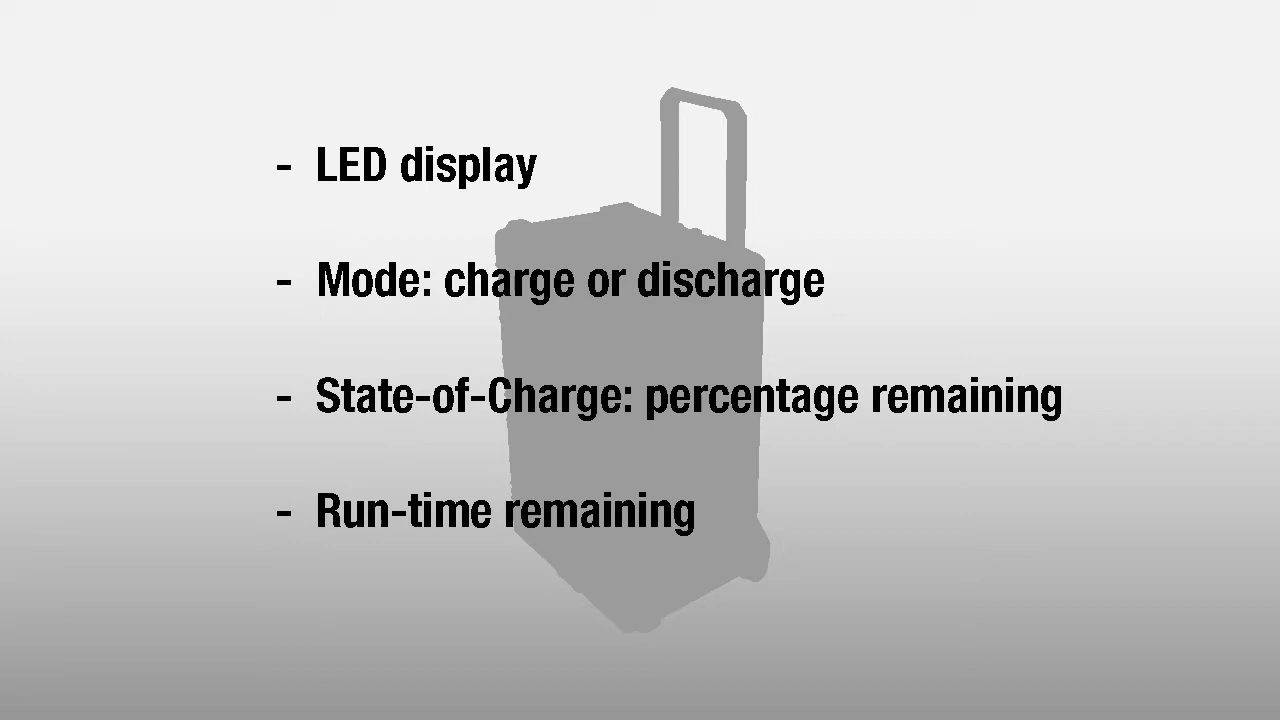 - LED display
- Mode: charge or discharge
- State-of-Charge: percentage remaining
- Run-time remaining